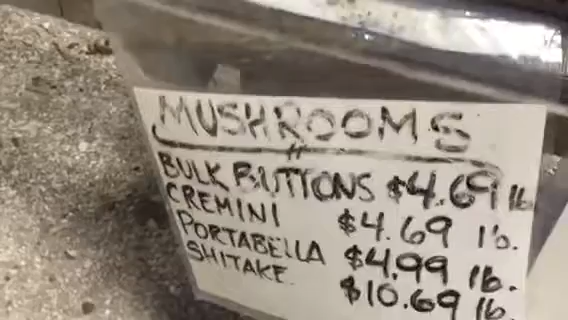 MUSHROOMS
BULK BUTTONS $4.69 lb
CREMINI $4.69 lb.
PORTABELLA $4.99 lb.
SHITAKE $10.69 lb